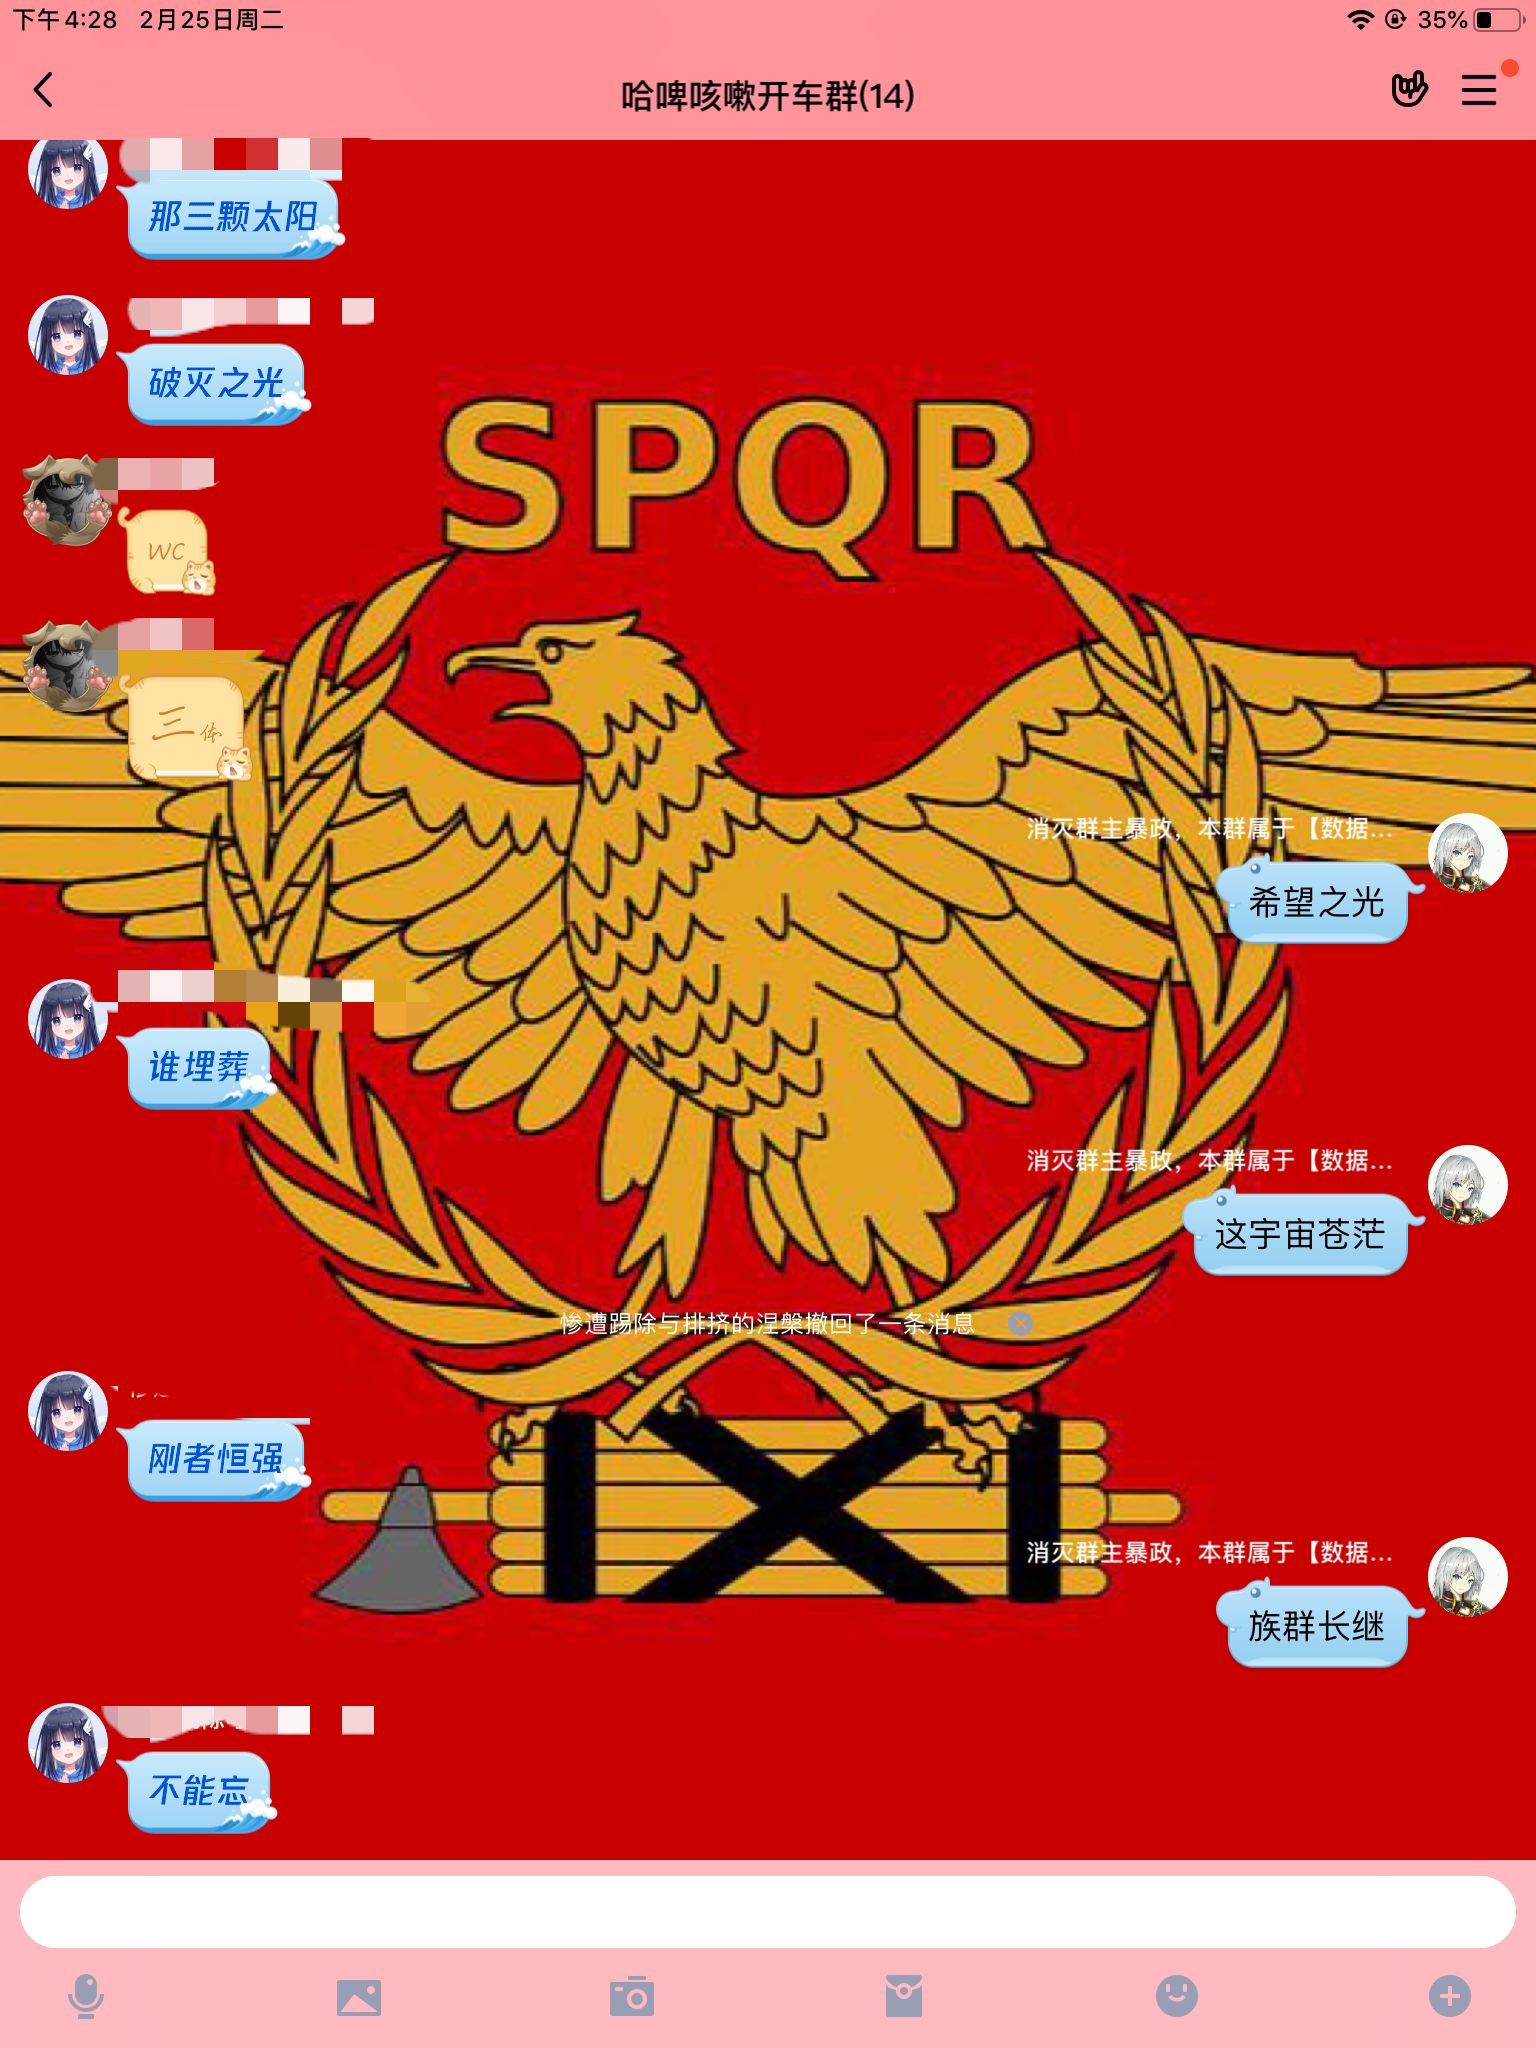 下午4:28 2月25日周二
35%
哈啤咳嗽开车群(14)
那三颗太阳
破灭之光
SPQR
WC
三体
消灭群主暴政，本群属于【数据...
希望之光
谁埋葬
消灭群主暴政，本群属于【数据...
这宇宙苍茫
惨遭踢除与排挤的涅槃撤回了一条消息
刚者恒强
消灭群主暴政，本群属于【数据...
族群长继
不能忘